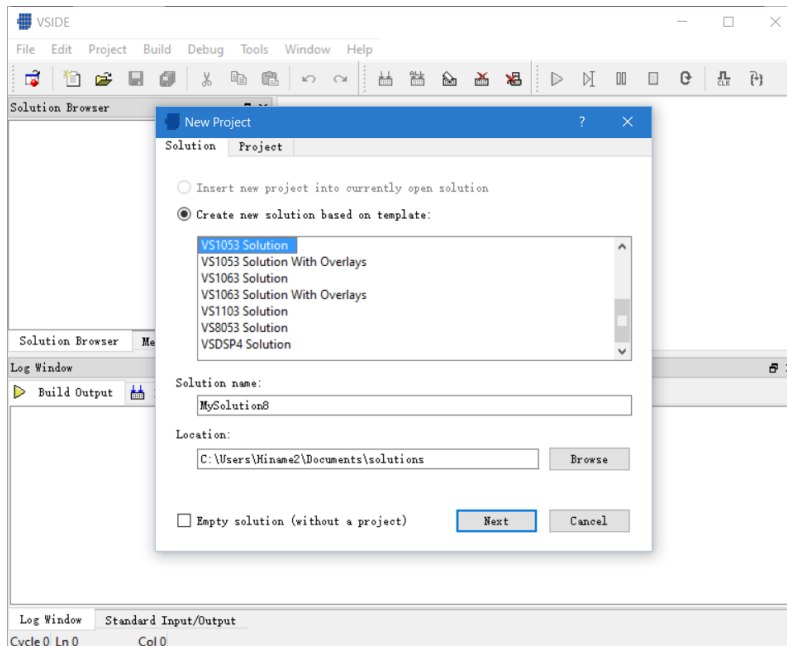 VSIDE
File Edit Project Build Debug Tools Window Help
CLK
Solution Browser
New Project ?
Solution Project
Insert new project into currently open solution
Create new solution based on template:
VS1053 Solution
VS1053 Solution With Overlays
VS1063 Solution
VS1063 Solution With Overlays
VS1103 Solution
VS8053 Solution
VSDSP4 Solution
Solution Browser Me
Log Window
Build Output
Solution name:
MySolution8
Location:
C:\Users\Hiname2\Documents\solutions
Browse
Empty solution (without a project)
Next Cancel
Log Window Standard Input/Output
Cycle 0 Ln 0 Col 0